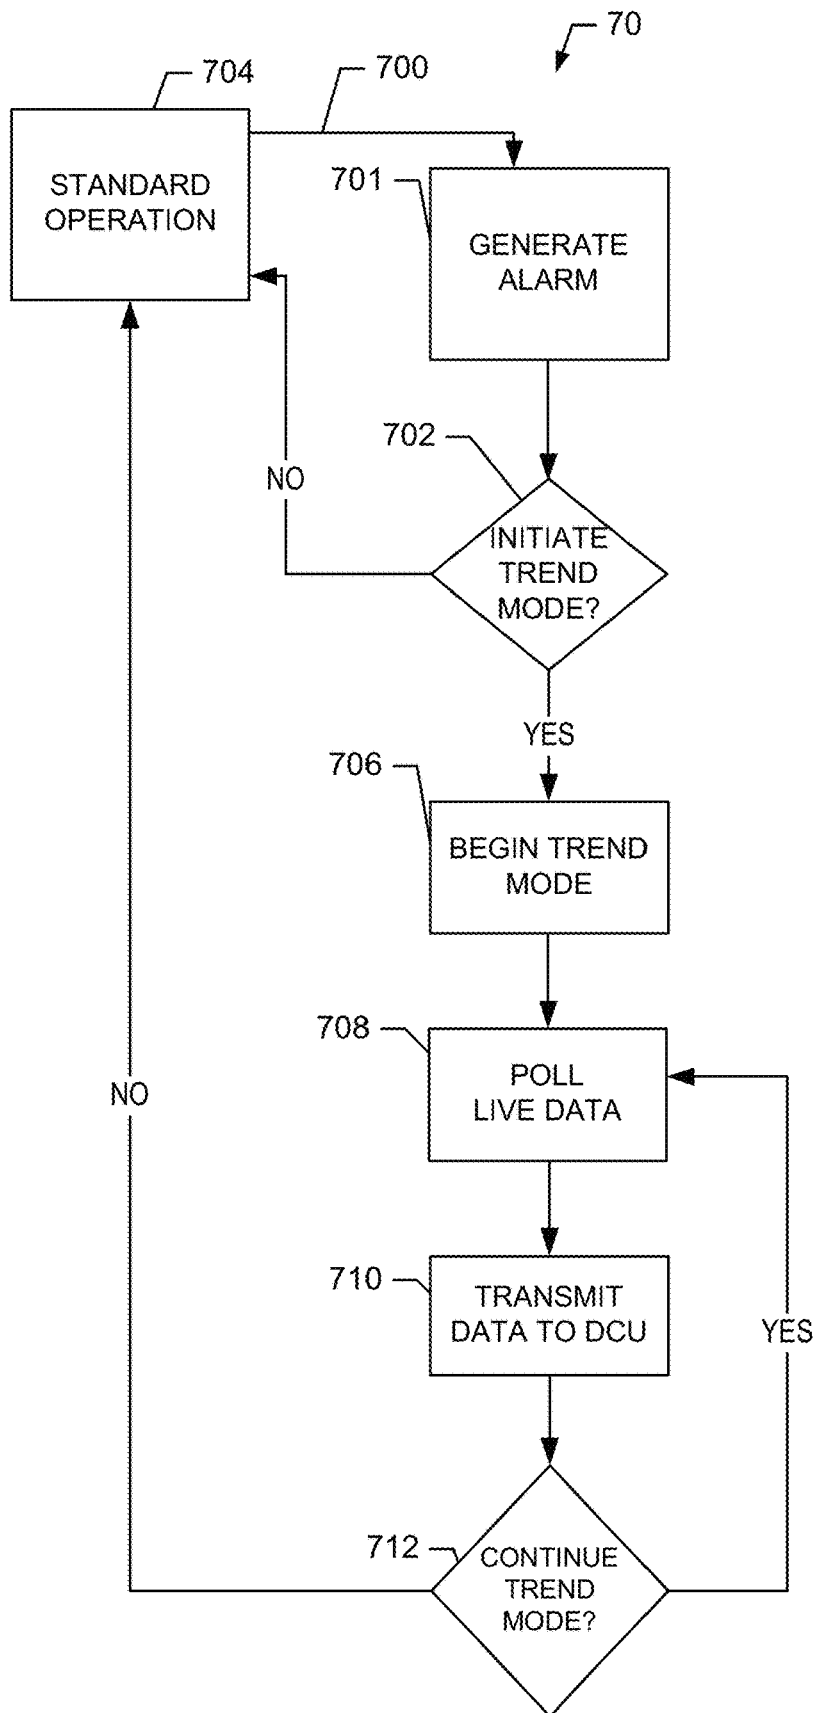 70
704
700
STANDARD
OPERATION
701
GENERATE
ALARM
702
NO
INITIATE
TREND
MODE?
YES
706
BEGIN TREND
MODE
708
POLL
LIVE DATA
NO
710
TRANSMIT
DATA TO DCU
YES
712
CONTINUE
TREND
MODE?